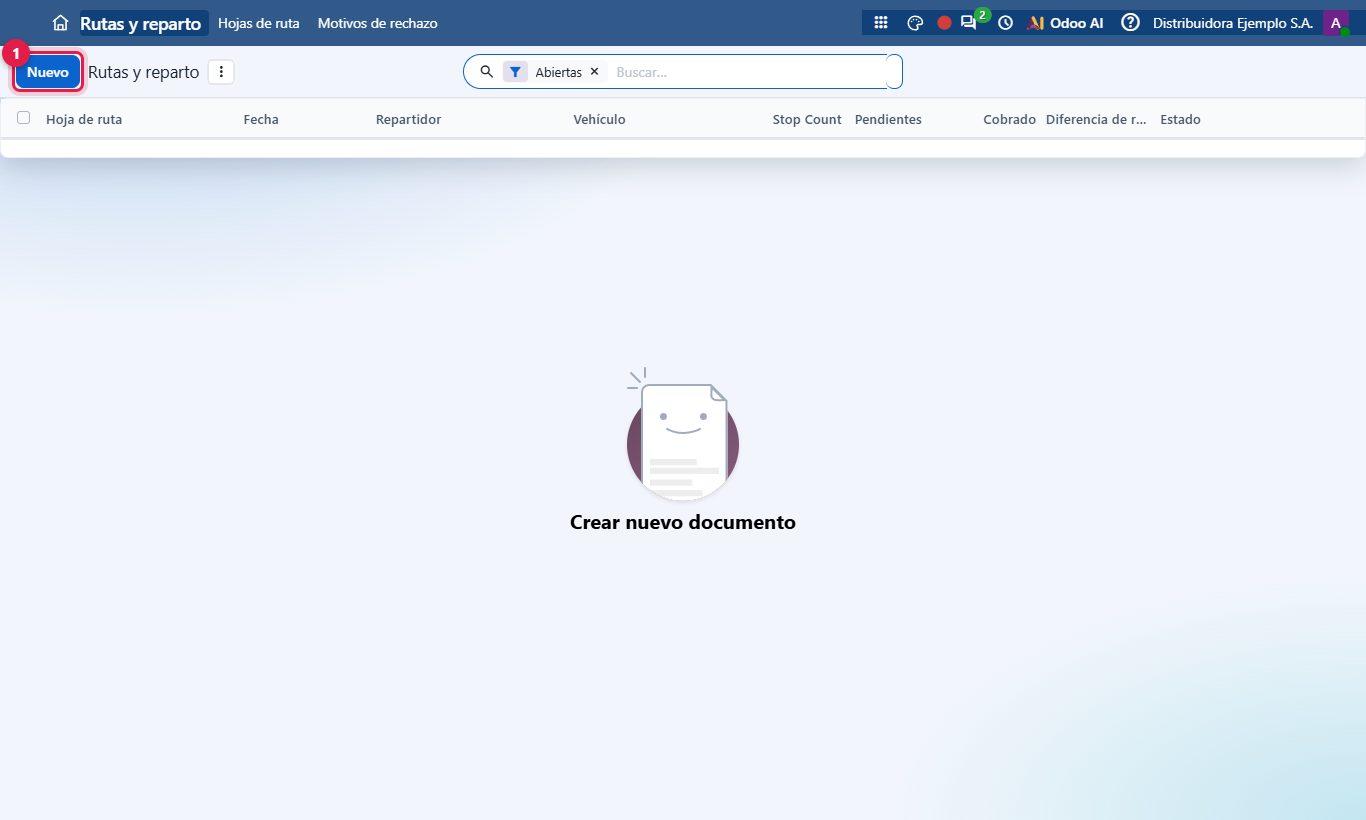 Rutas y reparto Hojas de ruta Motivos de rechazo 2 Odoo AI Distribuidora Ejemplo S.A. A
1
Nuevo Rutas y reparto Abiertas × Buscar...
Hoja de ruta Fecha Repartidor Vehículo Stop Count Pendientes Cobrado Diferencia de r... Estado
Crear nuevo documento